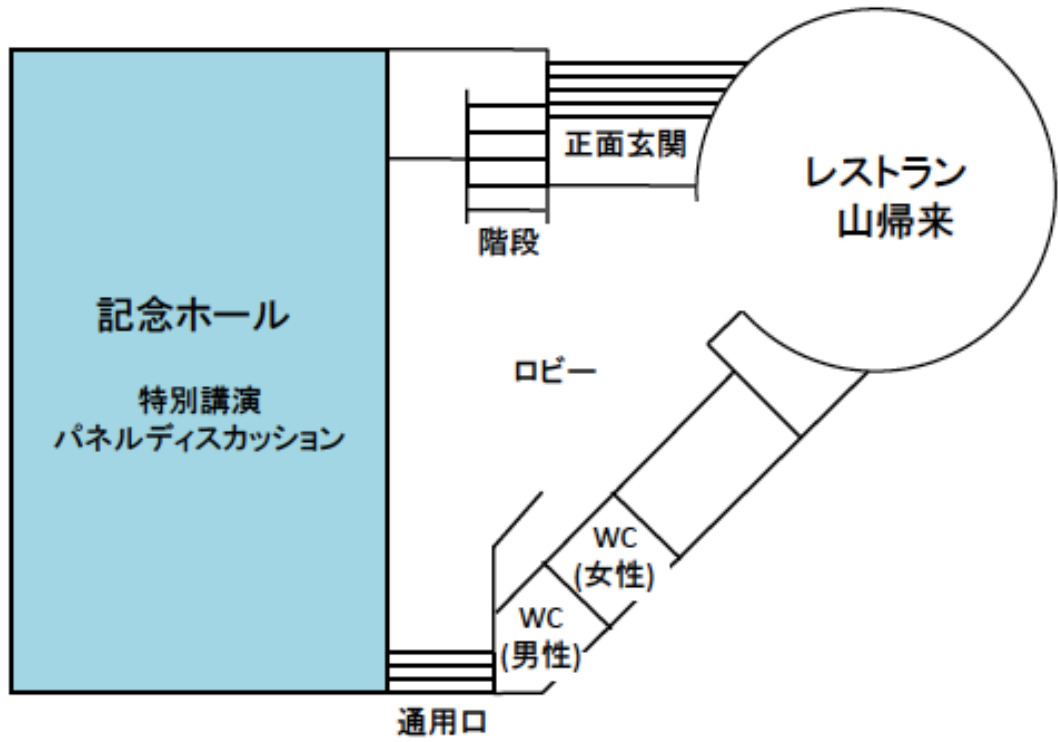 正面玄関
レストラン
山帰来
階段
記念ホール
ロビー
特別講演
パネルディスカッション
WC
(女性)
WC
(男性)
通用口